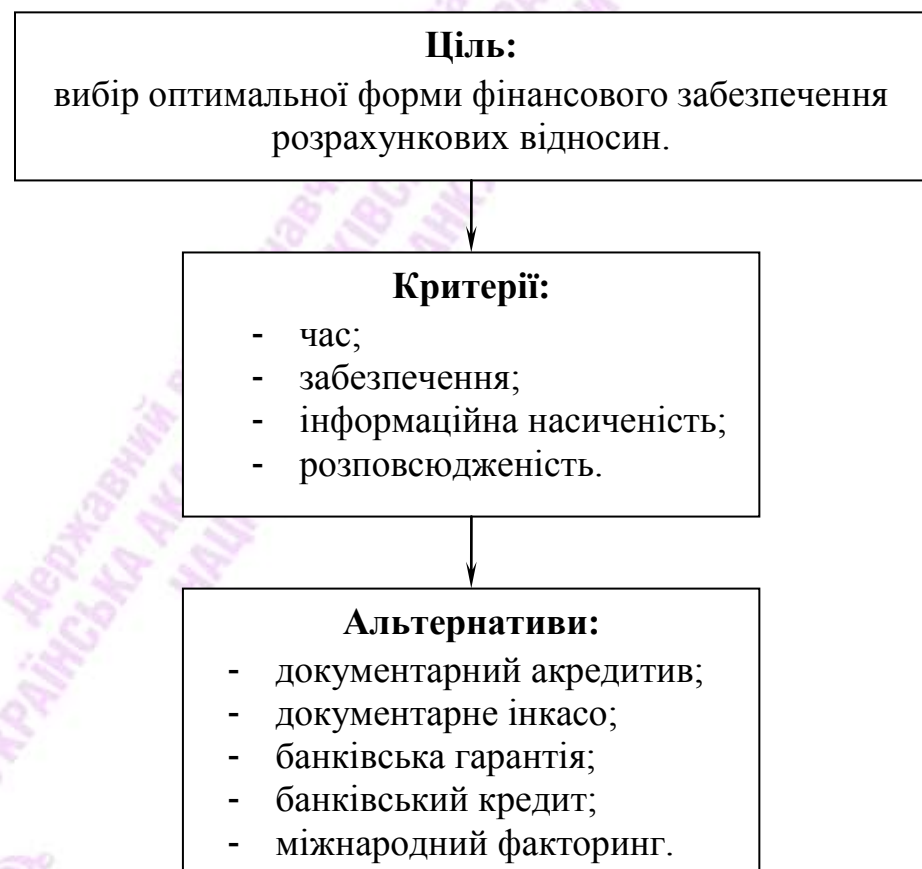 Ціль:
вибір оптимальної форми фінансового забезпечення
розрахункових відносин.
Критерії:
- час;
- забезпечення;
- інформаційна насиченість;
- розповсюдженість.
Альтернативи:
- документарний акредитив;
- документарне інкасо;
- банківська гарантія;
- банківський кредит;
- міжнародний факторинг.
Державний